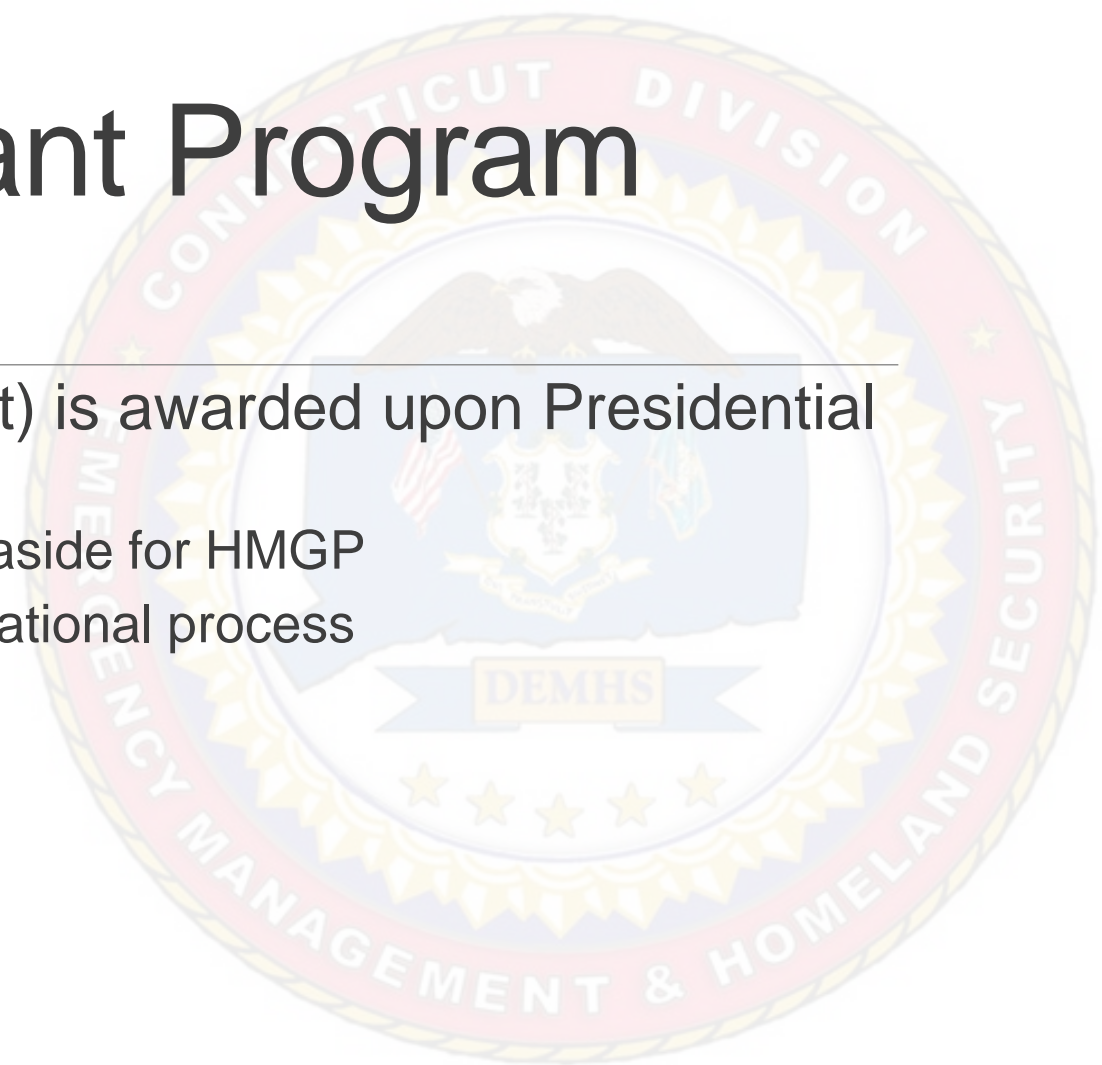 ant Program
t) is awarded upon Presidential
aside for HMGP
ational process
CONNECTICUT DIVISION
EMERGENCY MANAGEMENT & HOMELAND SECURITY
DEMHS